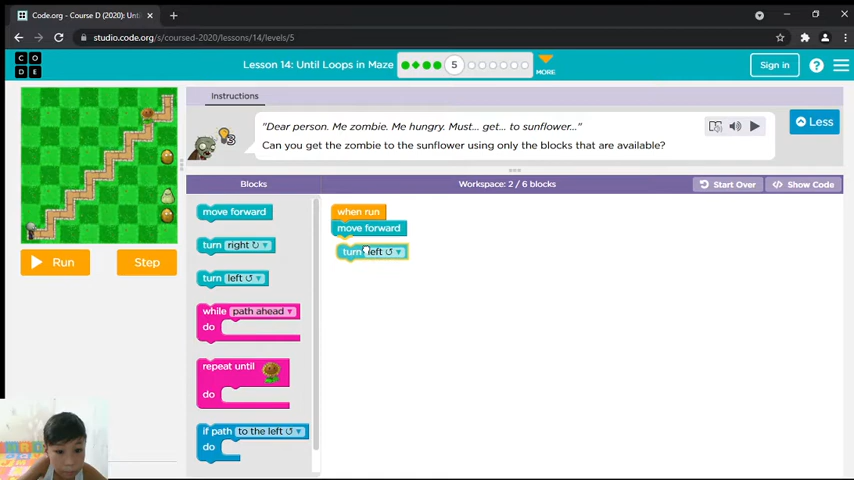 Code.org - Course D (2020): Unti
studio.code.org/s/coursed-2020/lessons/14/levels/5
C O
D E
Lesson 14: Until Loops in Maze
5
MORE
Sign in
?
Instructions
3
"Dear person. Me zombie. Me hungry. Must... get... to sunflower..."
Can you get the zombie to the sunflower using only the blocks that are available?
Less
Blocks
Workspace: 2 / 6 blocks
Start Over
Show Code
move forward
turn right ↻
turn left ↺
while path ahead
do
repeat until
do
if path to the left ↺
do
when run
move forward
turn left ↺
Run
Step